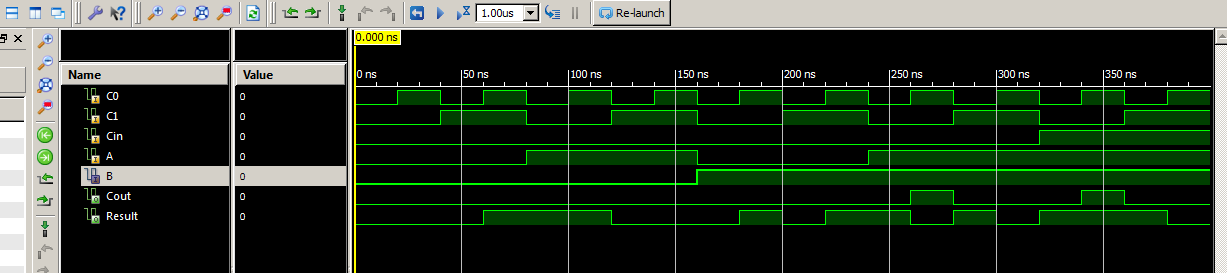 1.00us Re-launch
0.000 ns
0 ns 50 ns 100 ns 150 ns 200 ns 250 ns 300 ns 350 ns
Name Value
C0 0
C1 0
Cin 0
A 0
B 0
Cout 0
Result 0